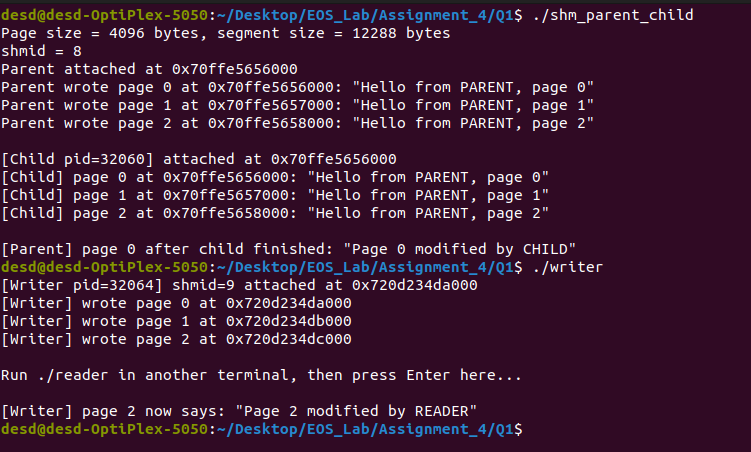 desd@desd-OptiPlex-5050:~/Desktop/EOS_Lab/Assignment_4/Q1$ ./shm_parent_child
Page size = 4096 bytes, segment size = 12288 bytes
shmid = 8
Parent attached at 0x70ffe5656000
Parent wrote page 0 at 0x70ffe5656000: "Hello from PARENT, page 0"
Parent wrote page 1 at 0x70ffe5657000: "Hello from PARENT, page 1"
Parent wrote page 2 at 0x70ffe5658000: "Hello from PARENT, page 2"
[Child pid=32060] attached at 0x70ffe5656000
[Child] page 0 at 0x70ffe5656000: "Hello from PARENT, page 0"
[Child] page 1 at 0x70ffe5657000: "Hello from PARENT, page 1"
[Child] page 2 at 0x70ffe5658000: "Hello from PARENT, page 2"
[Parent] page 0 after child finished: "Page 0 modified by CHILD"
desd@desd-OptiPlex-5050:~/Desktop/EOS_Lab/Assignment_4/Q1$ ./writer
[Writer pid=32064] shmid=9 attached at 0x720d234da000
[Writer] wrote page 0 at 0x720d234da000
[Writer] wrote page 1 at 0x720d234db000
[Writer] wrote page 2 at 0x720d234dc000
Run ./reader in another terminal, then press Enter here...
[Writer] page 2 now says: "Page 2 modified by READER"
desd@desd-OptiPlex-5050:~/Desktop/EOS_Lab/Assignment_4/Q1$